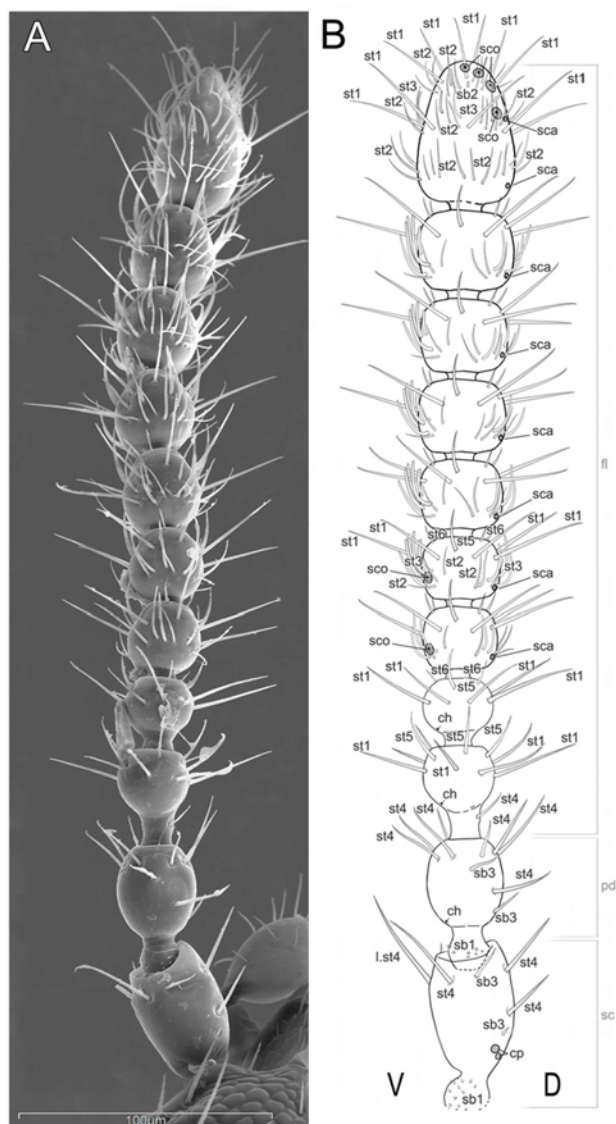 A
100µm
B
st1 st1
st1 st2 st2 sco st1 st1
st3 sb2 st2 st1
st1 st2 st3
st2 sco sca
st2 st2 st2 st2
sca
sca
sca
sca
fl
sca
st6 st6 st1
st1 st1 st5 st1
st3 st2
sco st2 st3 sca
st2
sco sca
st6 st6
st1 st1 st5 st1 st1
ch
st5 st5 st5 st1
st1 st1 st1
ch
st4 st4 st4 st4
st4 st4
sb3 st4
pd
ch sb3
sb1
l.st4 st4 sb3 st4
st4
sb3
sc
cp
V D
sb1